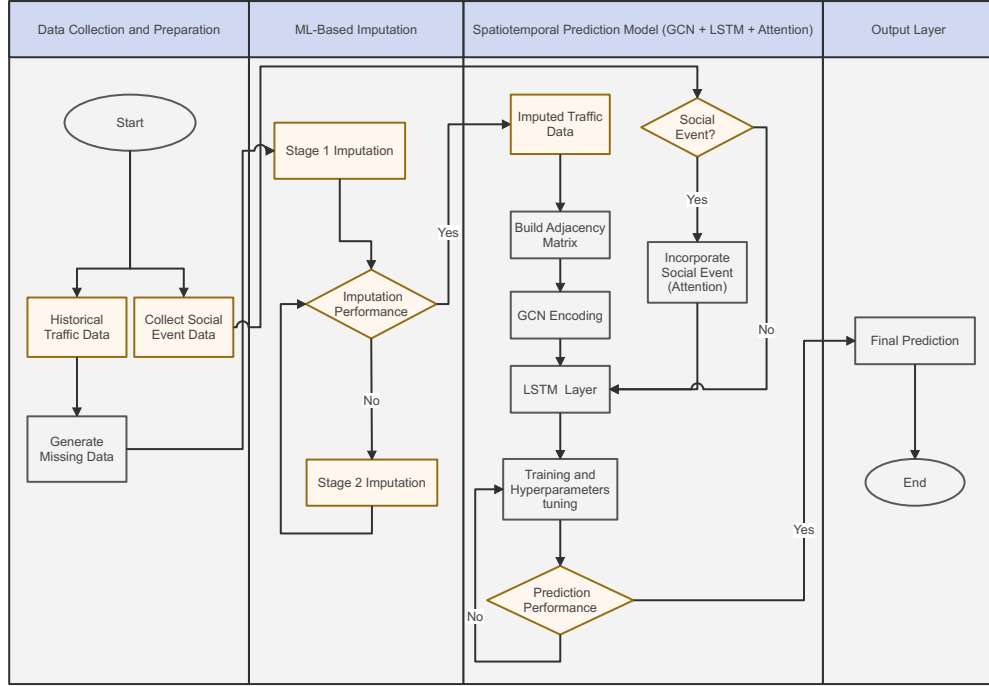 Data Collection and Preparation
ML-Based Imputation
Spatiotemporal Prediction Model (GCN + LSTM + Attention)
Output Layer
Start
Historical
Traffic Data
Collect Social
Event Data
Generate
Missing Data
Stage 1 Imputation
Imputation
Performance
Yes
No
Stage 2 Imputation
Imputed Traffic
Data
Build Adjacency
Matrix
GCN Encoding
LSTM Layer
Training and
Hyperparameters
tuning
Prediction
Performance
No
Yes
Social
Event?
Yes
Incorporate
Social Event
(Attention)
No
Final Prediction
End